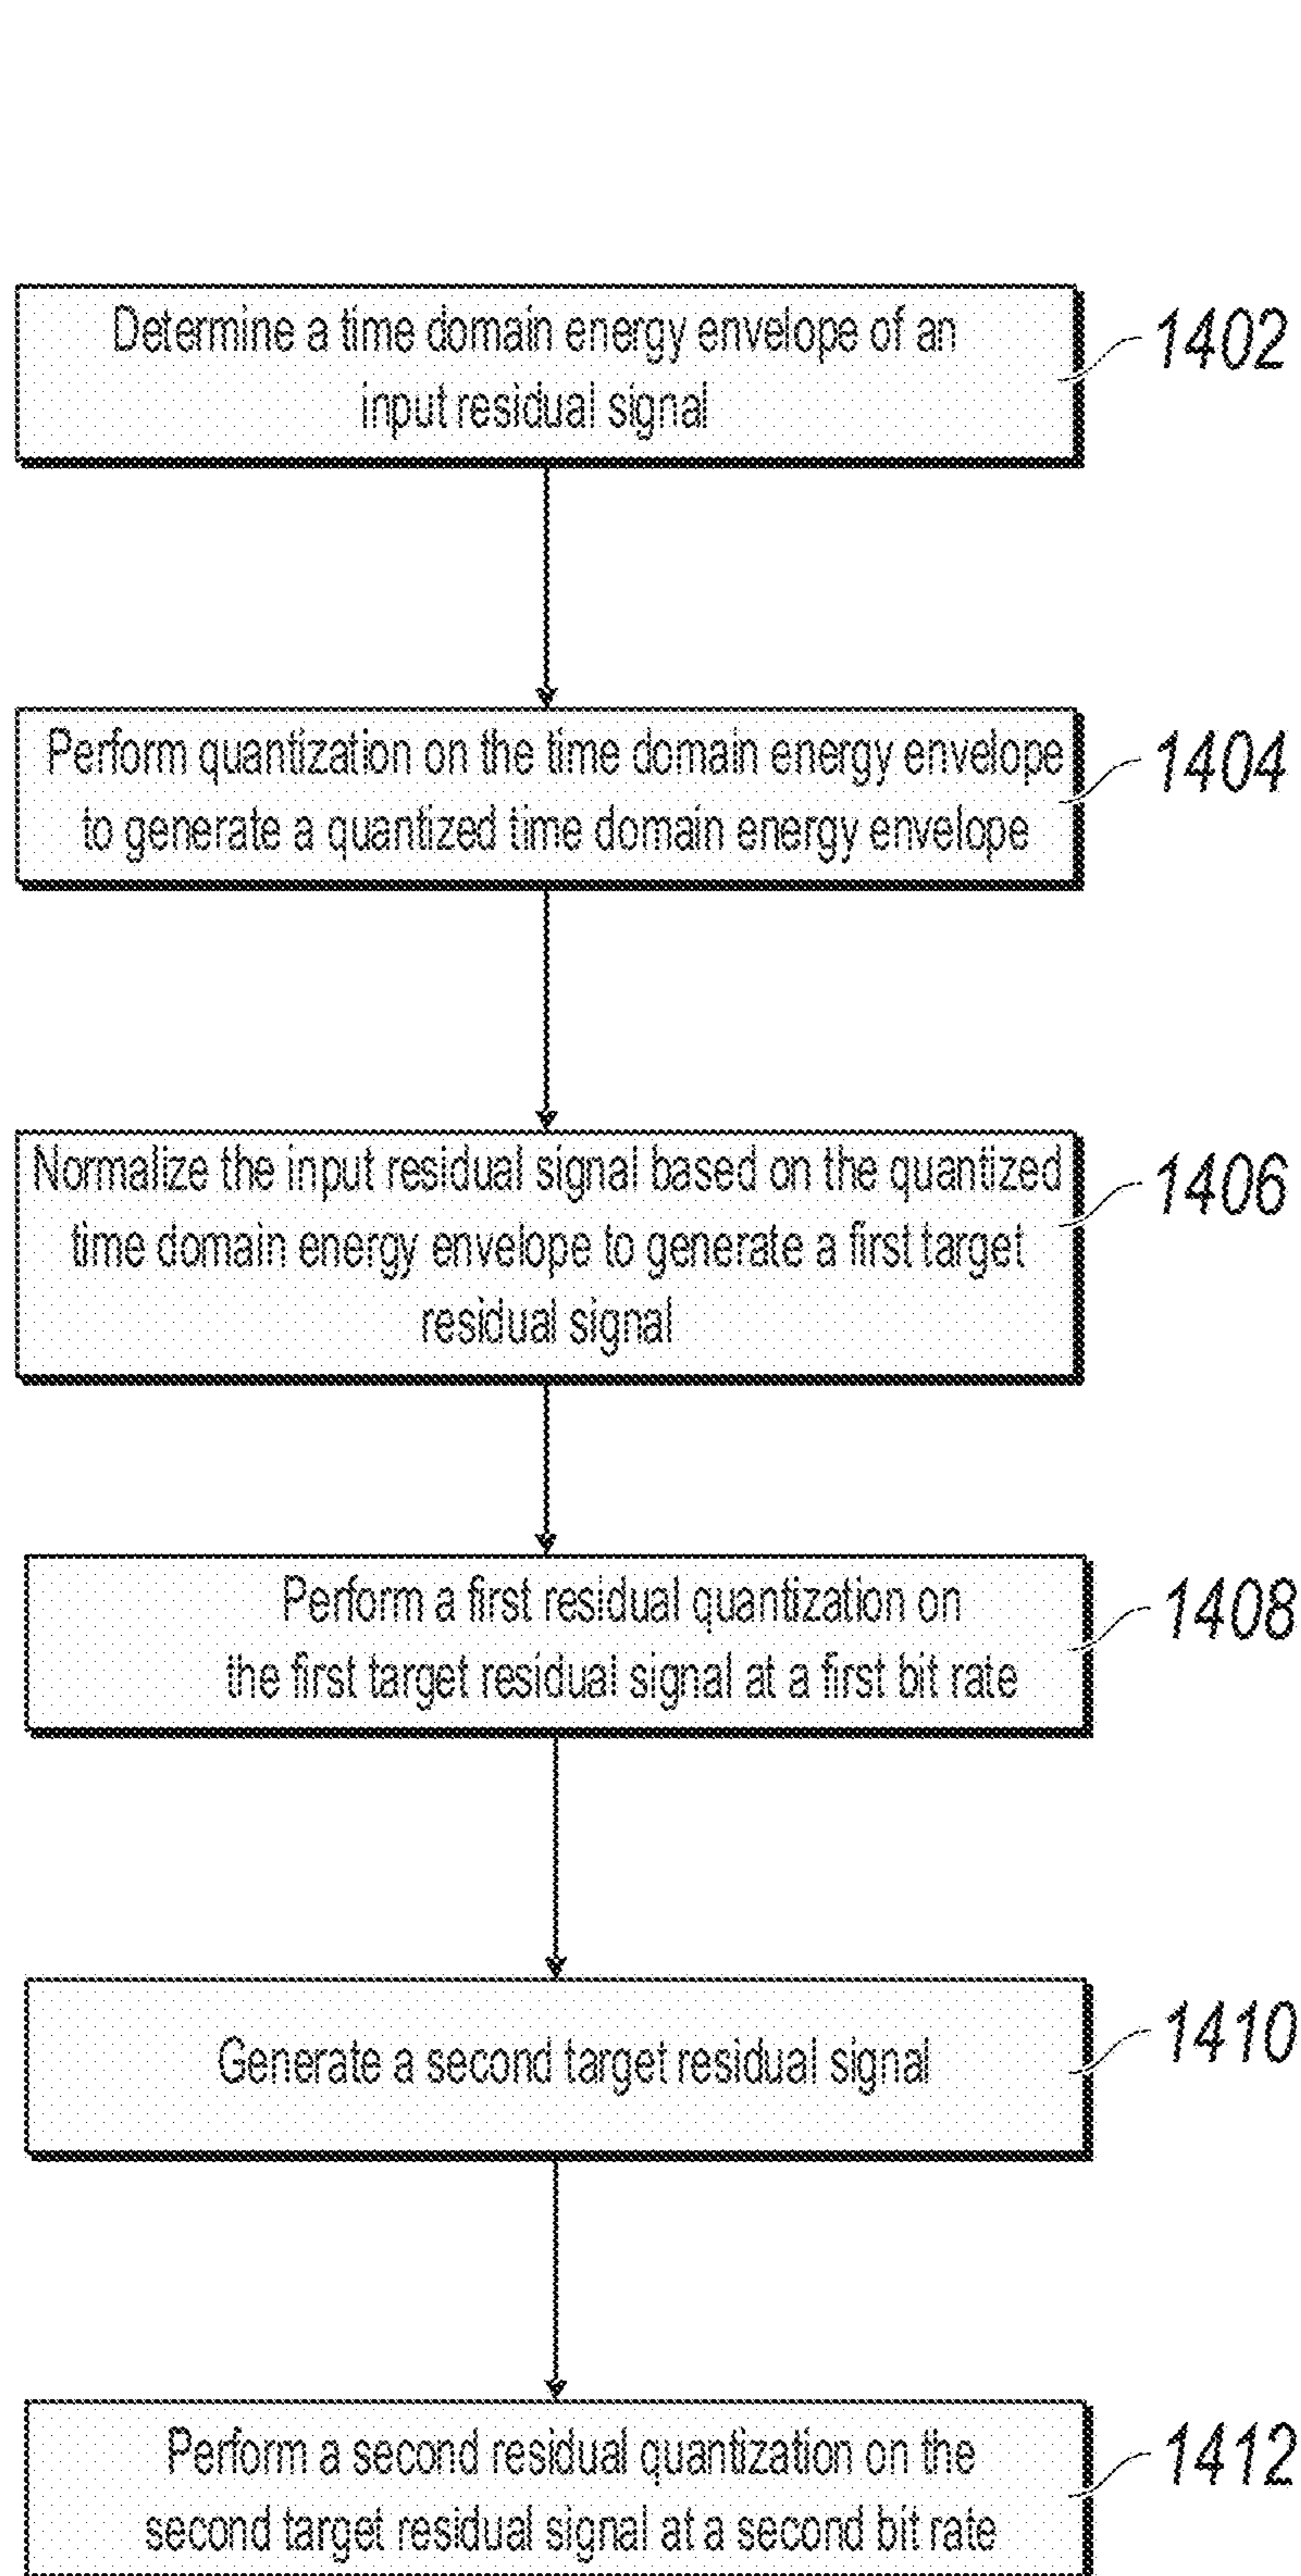 Determine a time domain energy envelope of an
input residual signal
1402
Perform quantization on the time domain energy envelope
to generate a quantized time domain energy envelope
1404
Normalize the input residual signal based on the quantized
time domain energy envelope to generate a first target
residual signal
1406
Perform a first residual quantization on
the first target residual signal at a first bit rate
1408
Generate a second target residual signal
1410
Perform a second residual quantization on the
second target residual signal at a second bit rate
1412